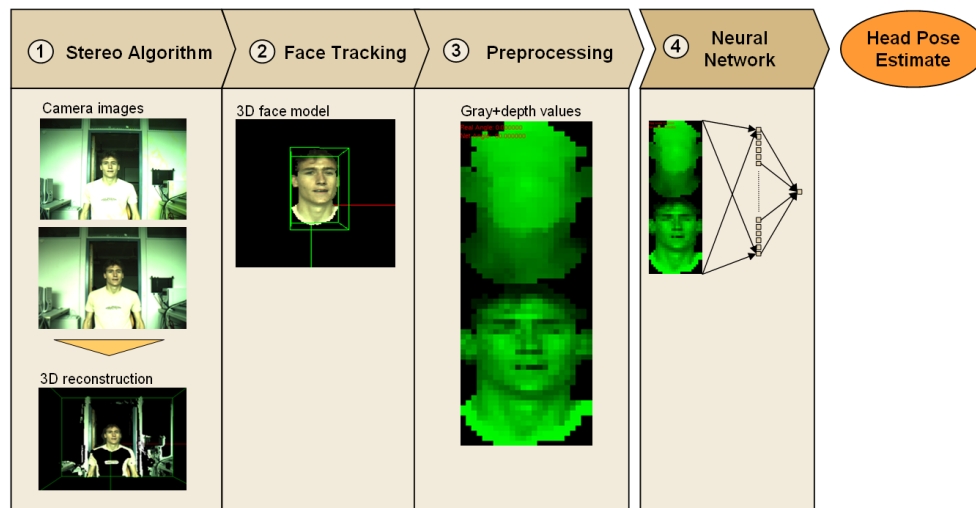 1 Stereo Algorithm
2 Face Tracking
3 Preprocessing
4 Neural
Network
Head Pose
Estimate
Camera images
3D reconstruction
3D face model
Gray+depth values